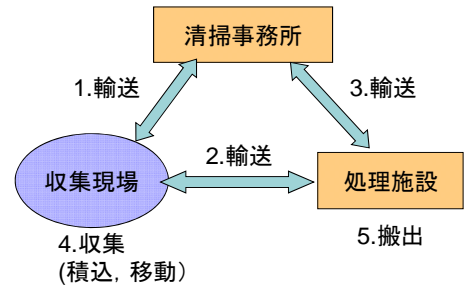 清掃事務所
1.輸送
3.輸送
2.輸送
収集現場
処理施設
4.収集
(積込，移動）
5.搬出